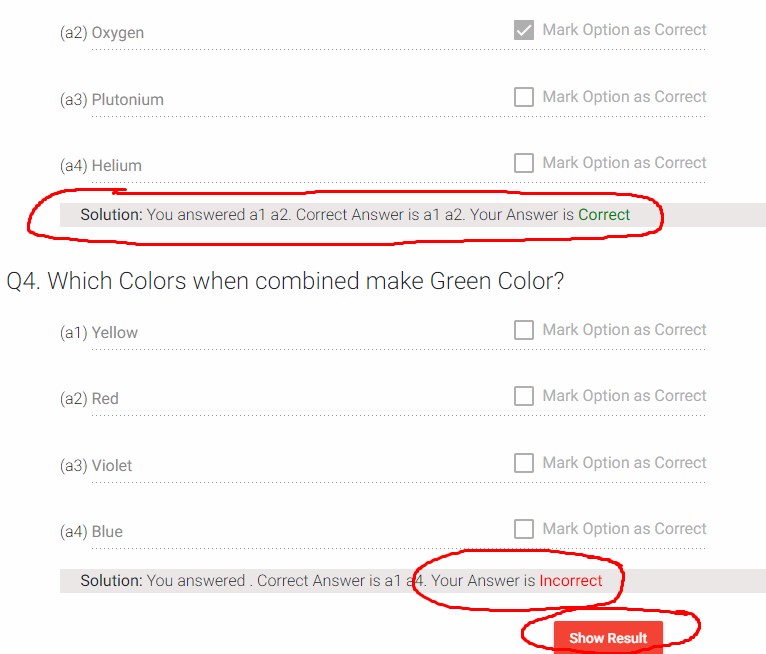 (a2) Oxygen Mark Option as Correct
(a3) Plutonium Mark Option as Correct
(a4) Helium Mark Option as Correct
Solution: You answered a1 a2. Correct Answer is a1 a2. Your Answer is Correct
Q4. Which Colors when combined make Green Color?
(a1) Yellow Mark Option as Correct
(a2) Red Mark Option as Correct
(a3) Violet Mark Option as Correct
(a4) Blue Mark Option as Correct
Solution: You answered . Correct Answer is a1 a4. Your Answer is Incorrect
Show Result